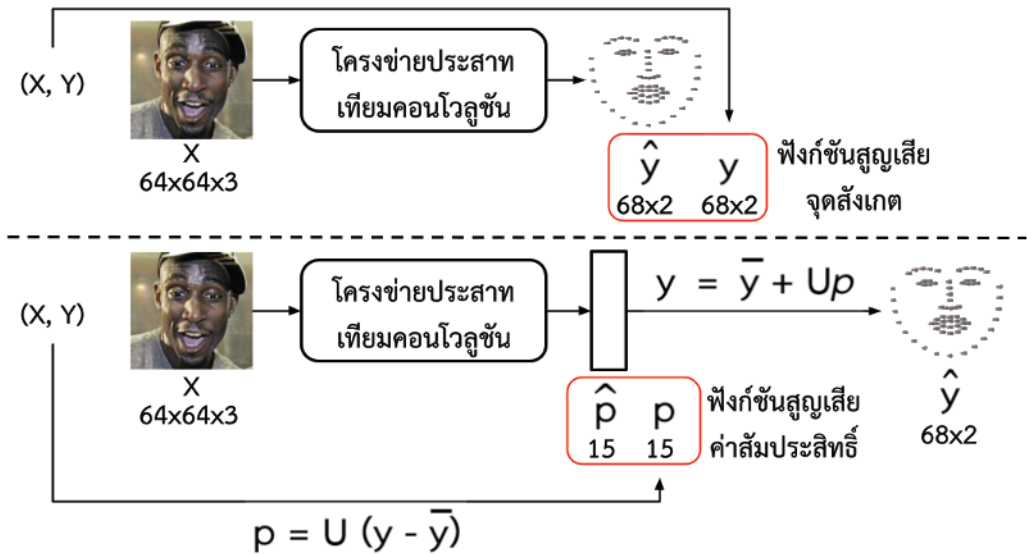 (X, Y)
X
64x64x3
โครงข่ายประสาท
เทียมคอนโวลูชัน
ŷ y
68x2 68x2
ฟังก์ชันสูญเสีย
จุดสังเกต
(X, Y)
X
64x64x3
โครงข่ายประสาท
เทียมคอนโวลูชัน
y = ȳ + Up
p̂ p
15 15
ฟังก์ชันสูญเสีย
ค่าสัมประสิทธิ์
ŷ
68x2
p = U (y - ȳ)